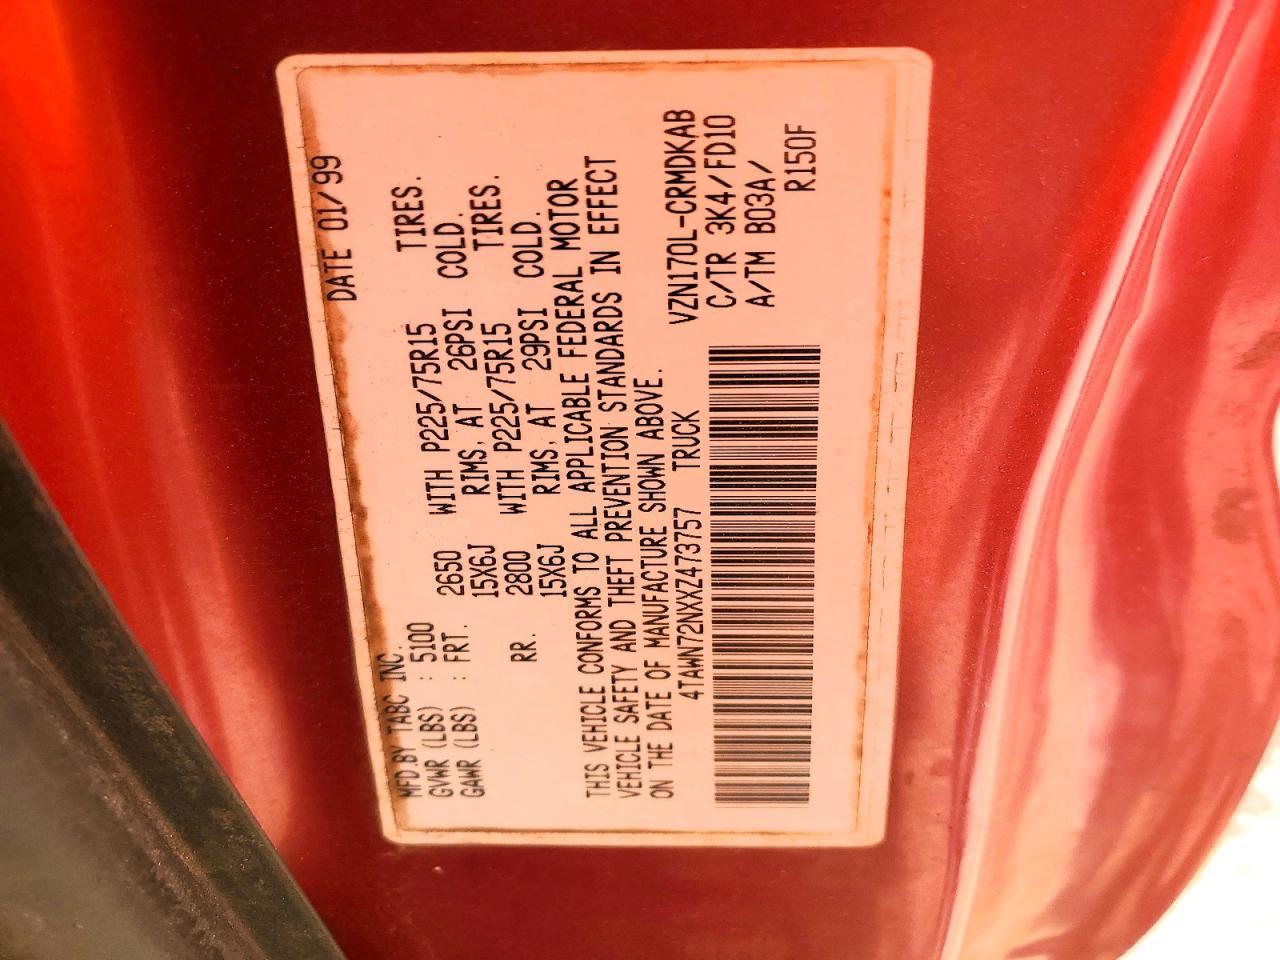 DATE 01/99
MFD.BY TABC INC.
GVWR (LBS) : 5100
GAWR (LBS) : FRT. 2650 WITH P225/75R15 TIRES.
15X6J RIMS, AT 26PSI COLD.
RR. 2800 WITH P225/75R15 TIRES.
15X6J RIMS, AT 29PSI COLD.
THIS VEHICLE CONFORMS TO ALL APPLICABLE FEDERAL MOTOR
VEHICLE SAFETY AND THEFT PREVENTION STANDARDS IN EFFECT
ON THE DATE OF MANUFACTURE SHOWN ABOVE.
4TAWN72NXXZ473757 TRUCK
VZN170L-CRMDKAB
C/TR 3K4/FD10
A/TM B03A/
R150F